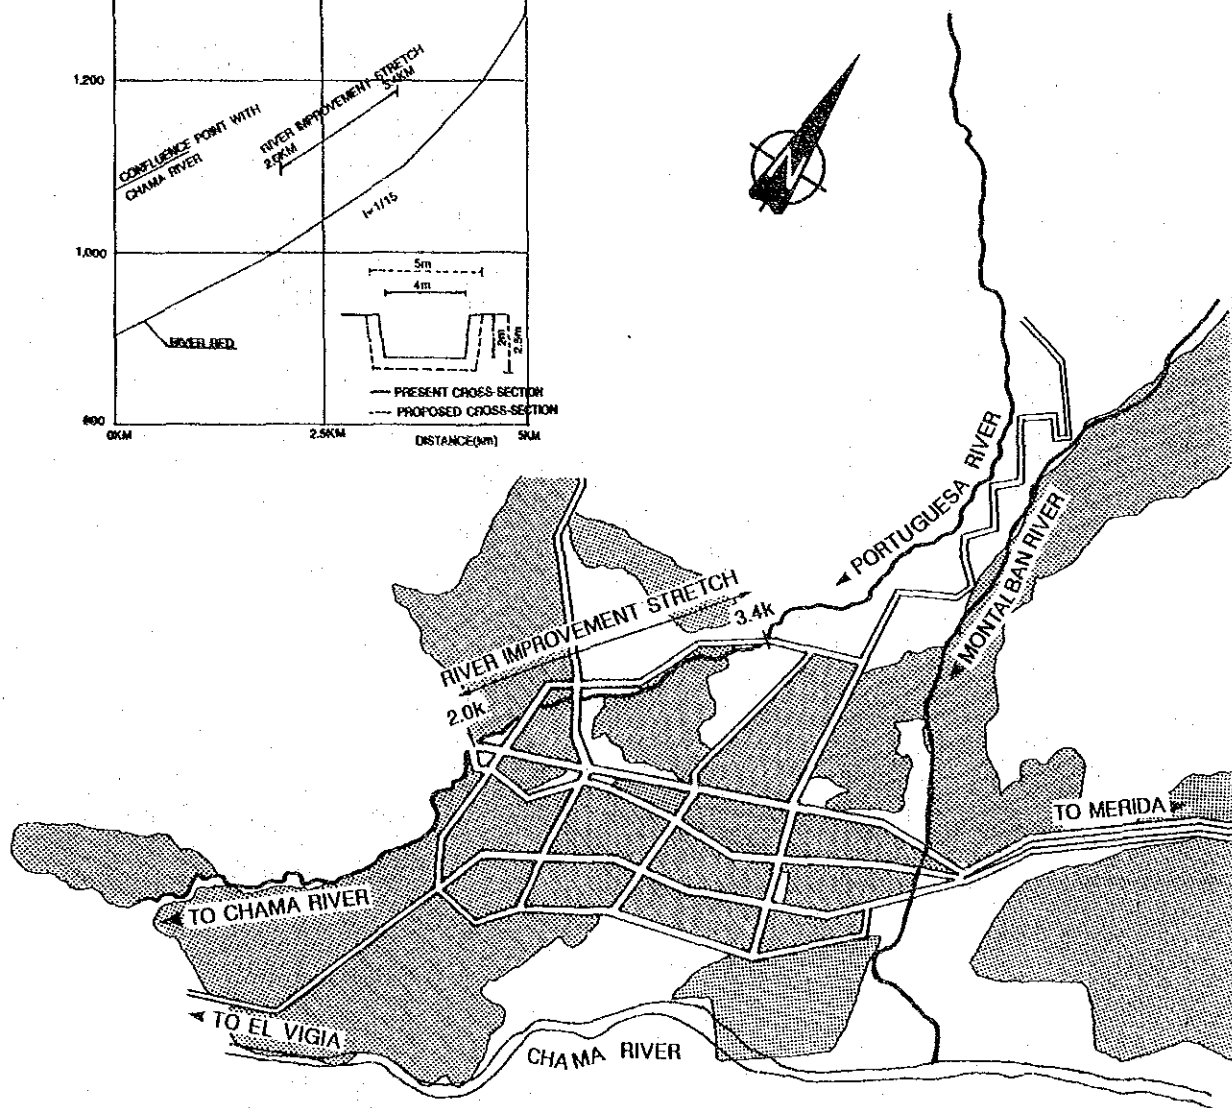 1,200
RIVER IMPROVEMENT STRETCH
3.4KM
2.0KM
CONFLUENCE POINT WITH
CHAMA RIVER
I=1/15
1,000
5m
4m
2m
2.5m
RIVER BED
PRESENT CROSS-SECTION
PROPOSED CROSS-SECTION
800
0KM
2.5KM
5KM
DISTANCE(km)
N
PORTUGUESA RIVER
MONTALBAN RIVER
RIVER IMPROVEMENT STRETCH
3.4k
2.0k
TO MERIDA
TO CHAMA RIVER
TO EL VIGIA
CHAMA RIVER